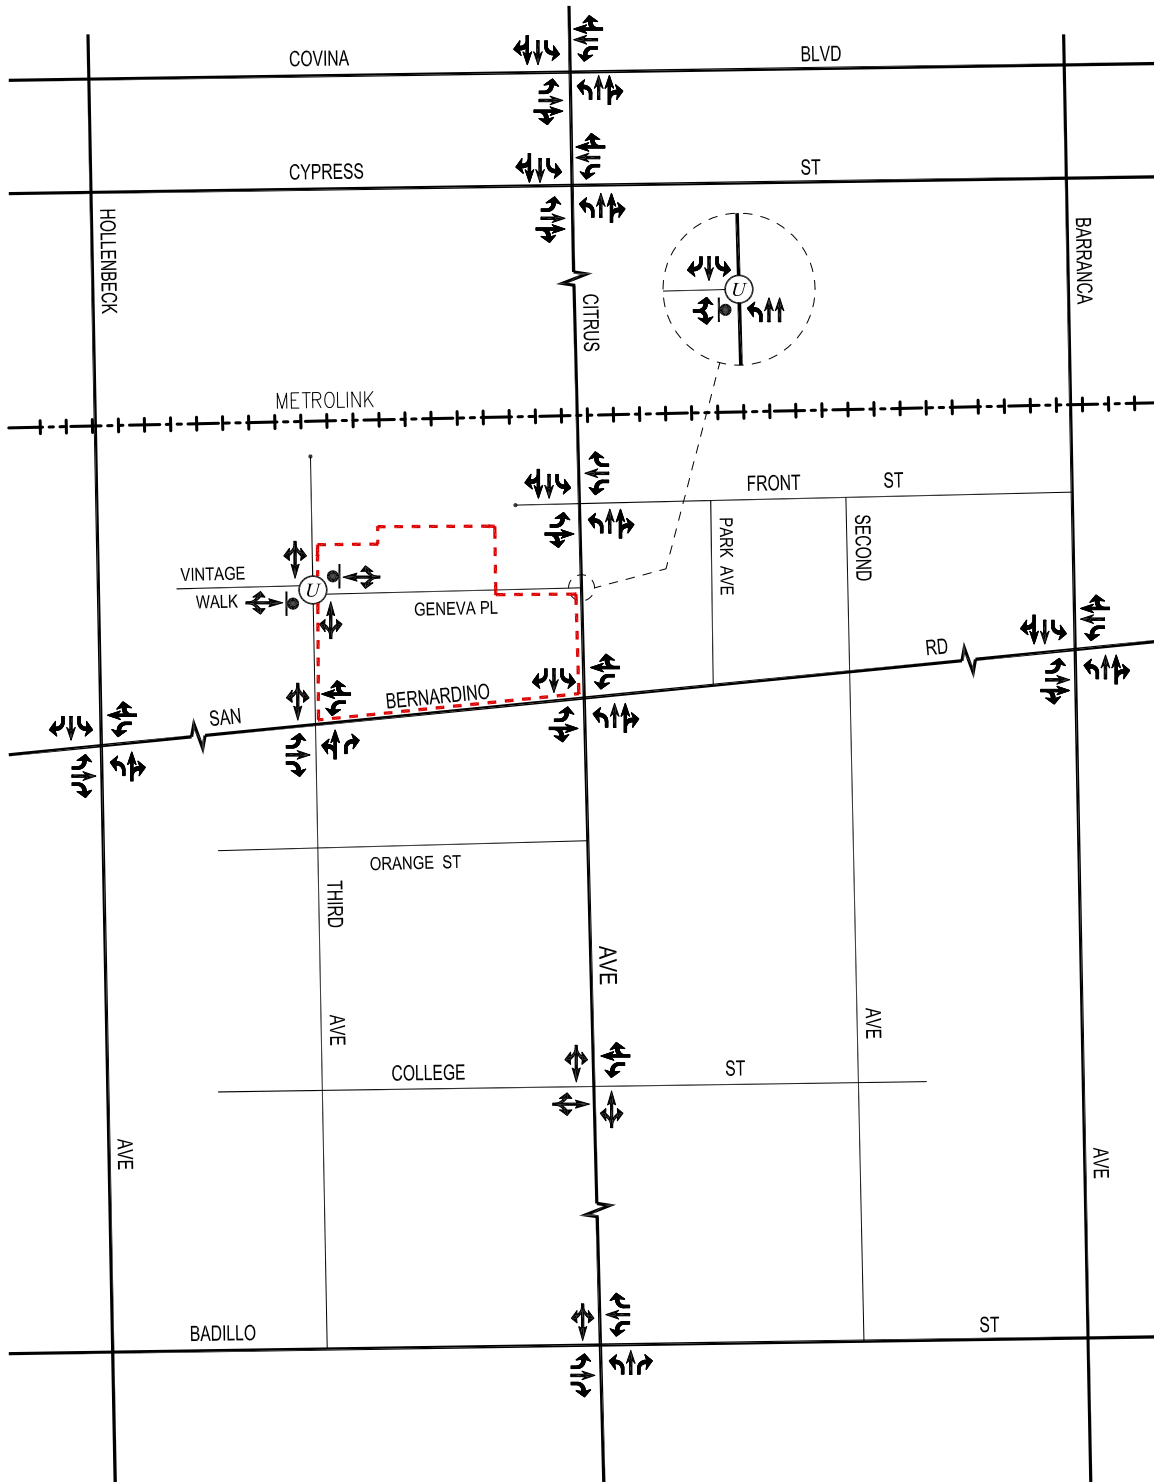 COVINA BLVD
CYPRESS ST
HOLLENBECK
BARRANCA
CITRUS
U
METROLINK
FRONT ST
PARK AVE
SECOND
VINTAGE
WALK
U
GENEVA PL
RD
BERNARDINO
SAN
ORANGE ST
THIRD
AVE
AVE
AVE
COLLEGE ST
AVE
AVE
BADILLO ST